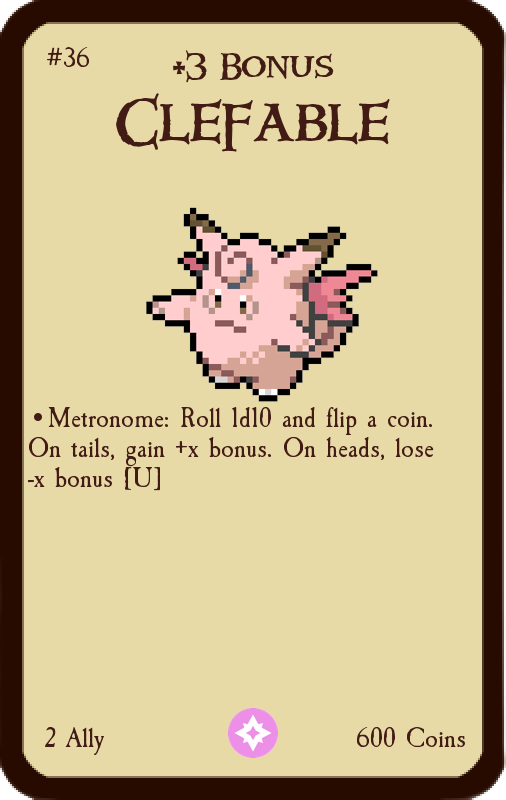 #36
+3 Bonus
Clefable
•Metronome: Roll 1d10 and flip a coin.
On tails, gain +x bonus. On heads, lose
-x bonus [U]
2 Ally
600 Coins